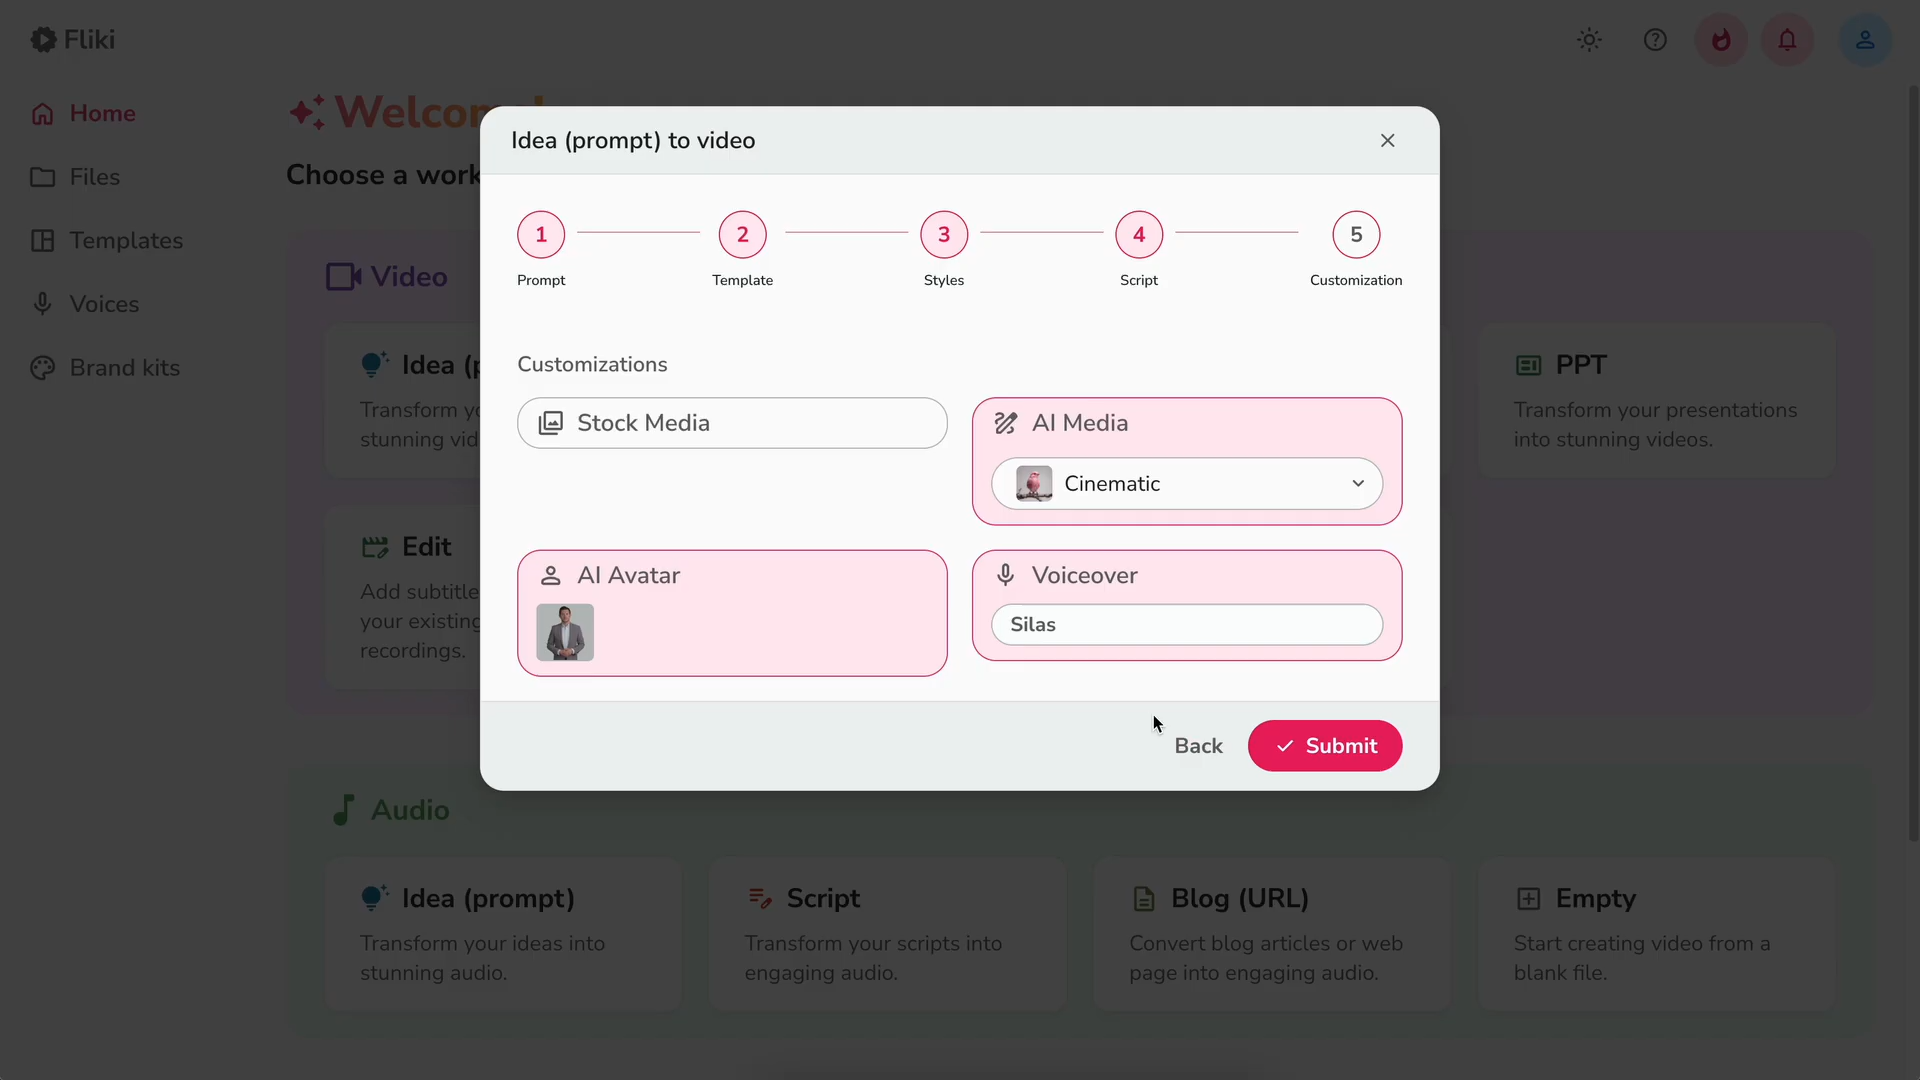 Fliki
Home
Files
Templates
Voices
Brand kits
Welcom
Choose a work
Video
Idea (p
Transform yo
stunning vid
PPT
Transform your presentations
into stunning videos.
Edit
Add subtitle
your existing
recordings.
Idea (prompt) to video
1
2
3
4
5
Prompt
Template
Styles
Script
Customization
Customizations
Stock Media
AI Media
Cinematic
AI Avatar
Voiceover
Silas
Back
Submit
Audio
Idea (prompt)
Transform your ideas into
stunning audio.
Script
Transform your scripts into
engaging audio.
Blog (URL)
Convert blog articles or web
page into engaging audio.
Empty
Start creating video from a
blank file.